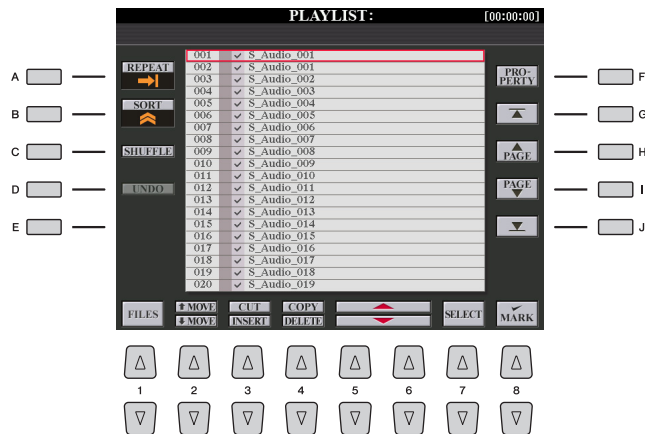 PLAYLIST: [00:00:00]
A
REPEAT
B
SORT
C
SHUFFLE
D
UNDO
E
001 ✓ S_Audio_001
002 ✓ S_Audio_001
003 ✓ S_Audio_002
004 ✓ S_Audio_003
005 ✓ S_Audio_004
006 ✓ S_Audio_005
007 ✓ S_Audio_006
008 ✓ S_Audio_007
009 ✓ S_Audio_008
010 ✓ S_Audio_009
011 ✓ S_Audio_010
012 ✓ S_Audio_011
013 ✓ S_Audio_012
014 ✓ S_Audio_013
015 ✓ S_Audio_014
016 ✓ S_Audio_015
017 ✓ S_Audio_016
018 ✓ S_Audio_017
019 ✓ S_Audio_018
020 ✓ S_Audio_019
PRO-
PERTY
F
G
PAGE
H
PAGE
I
J
FILES
⬆ MOVE
⬇ MOVE
CUT
INSERT
COPY
DELETE
SELECT
MARK
1 2 3 4 5 6 7 8